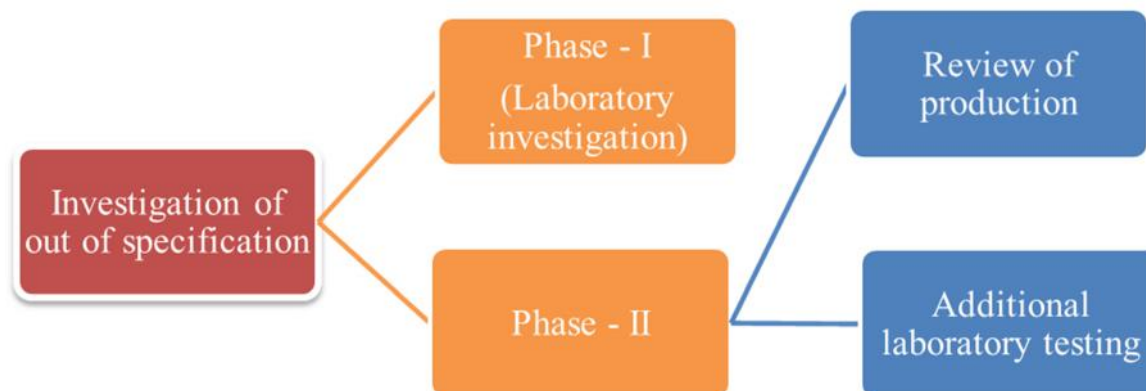 Investigation of
out of specification
Phase - I
(Laboratory
investigation)
Phase - II
Review of
production
Additional
laboratory testing